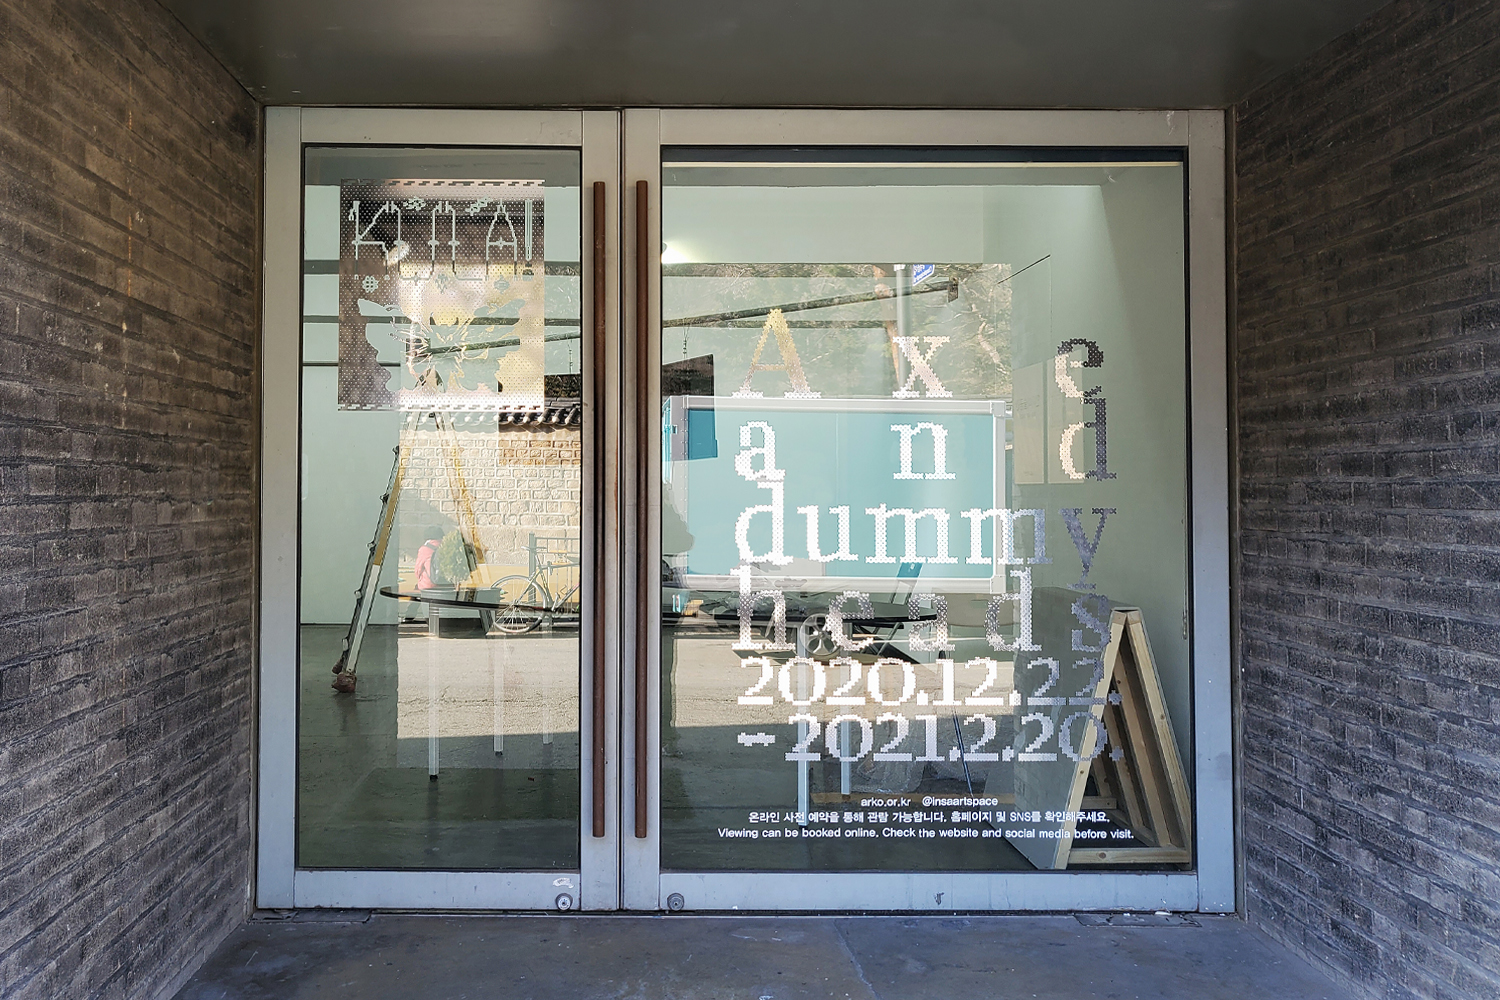 A x e
a n d
dummy
heads
2020.12.22.
-2021.2.20.
arko.or.kr @insaartspace
온라인 사전 예약을 통해 관람 가능합니다. 홈페이지 및 SNS를 확인해주세요.
Viewing can be booked online. Check the website and social media before visit.